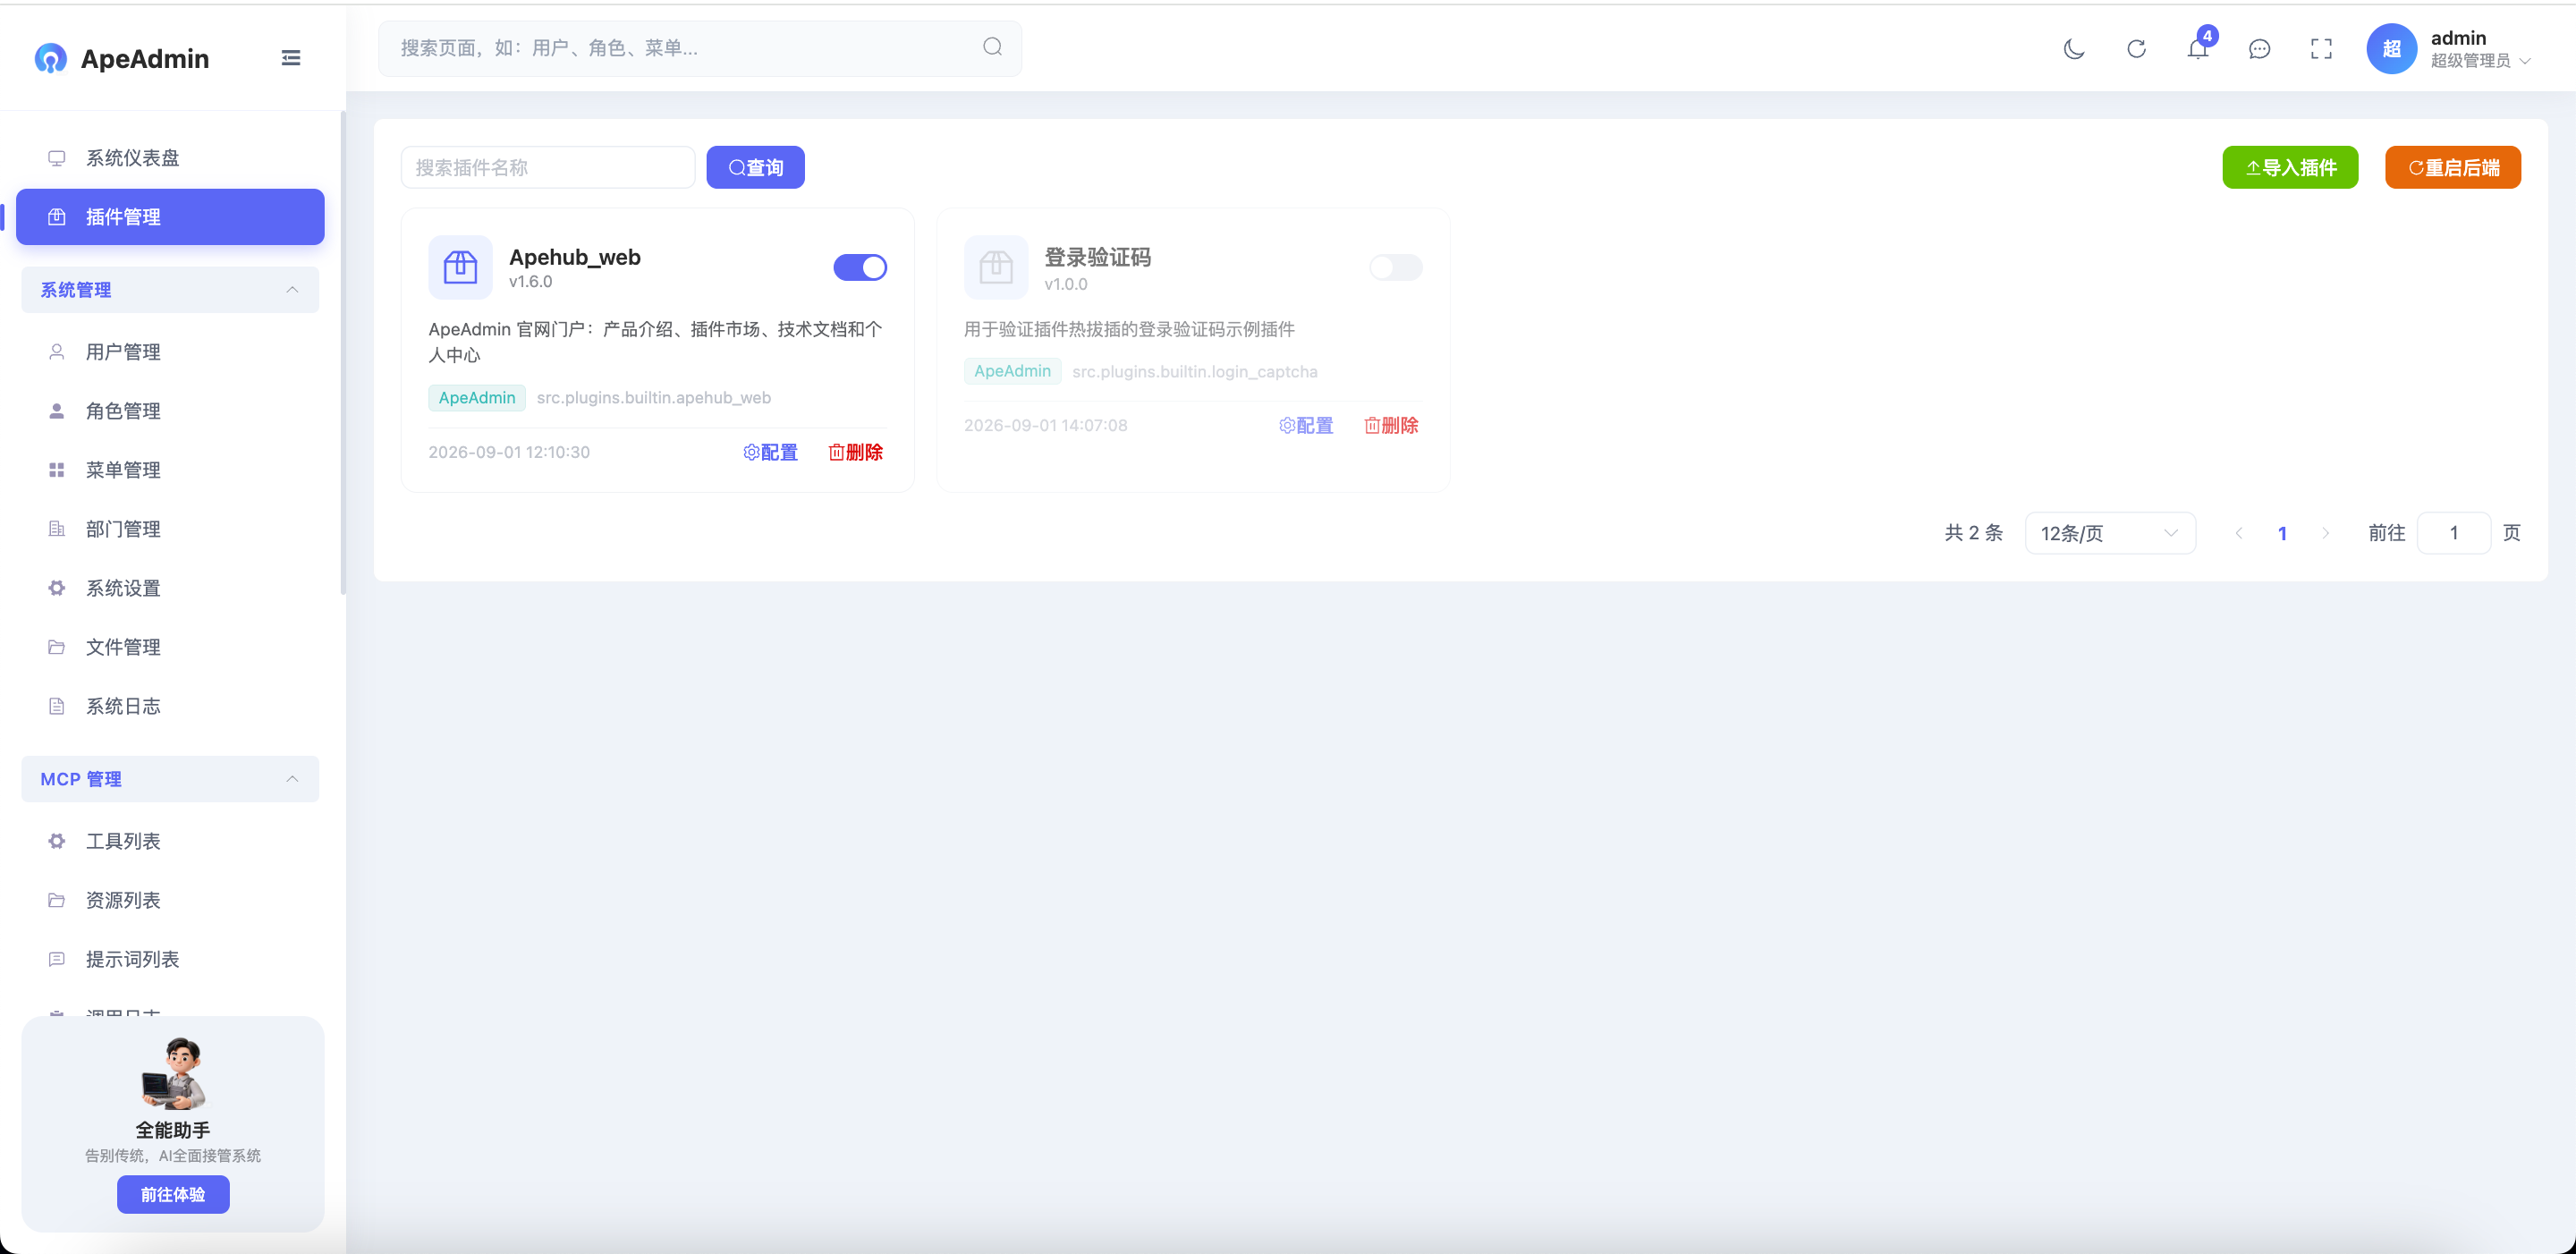 ApeAdmin
搜索页面，如：用户、角色、菜单...
4
超
admin
超级管理员
系统仪表盘
插件管理
系统管理
用户管理
角色管理
菜单管理
部门管理
系统设置
文件管理
系统日志
MCP 管理
工具列表
资源列表
提示词列表
调用日志
全能助手
告别传统，AI全面接管系统
前往体验
搜索插件名称
查询
导入插件
重启后端
Apehub_web
v1.6.0
ApeAdmin 官网门户：产品介绍、插件市场、技术文档和个
人中心
ApeAdmin src.plugins.builtin.apehub_web
2026-09-01 12:10:30
配置
删除
登录验证码
v1.0.0
用于验证插件热拔插的登录验证码示例插件
ApeAdmin src.plugins.builtin.login_captcha
2026-09-01 14:07:08
配置
删除
共 2 条
12条/页
1
前往 1 页